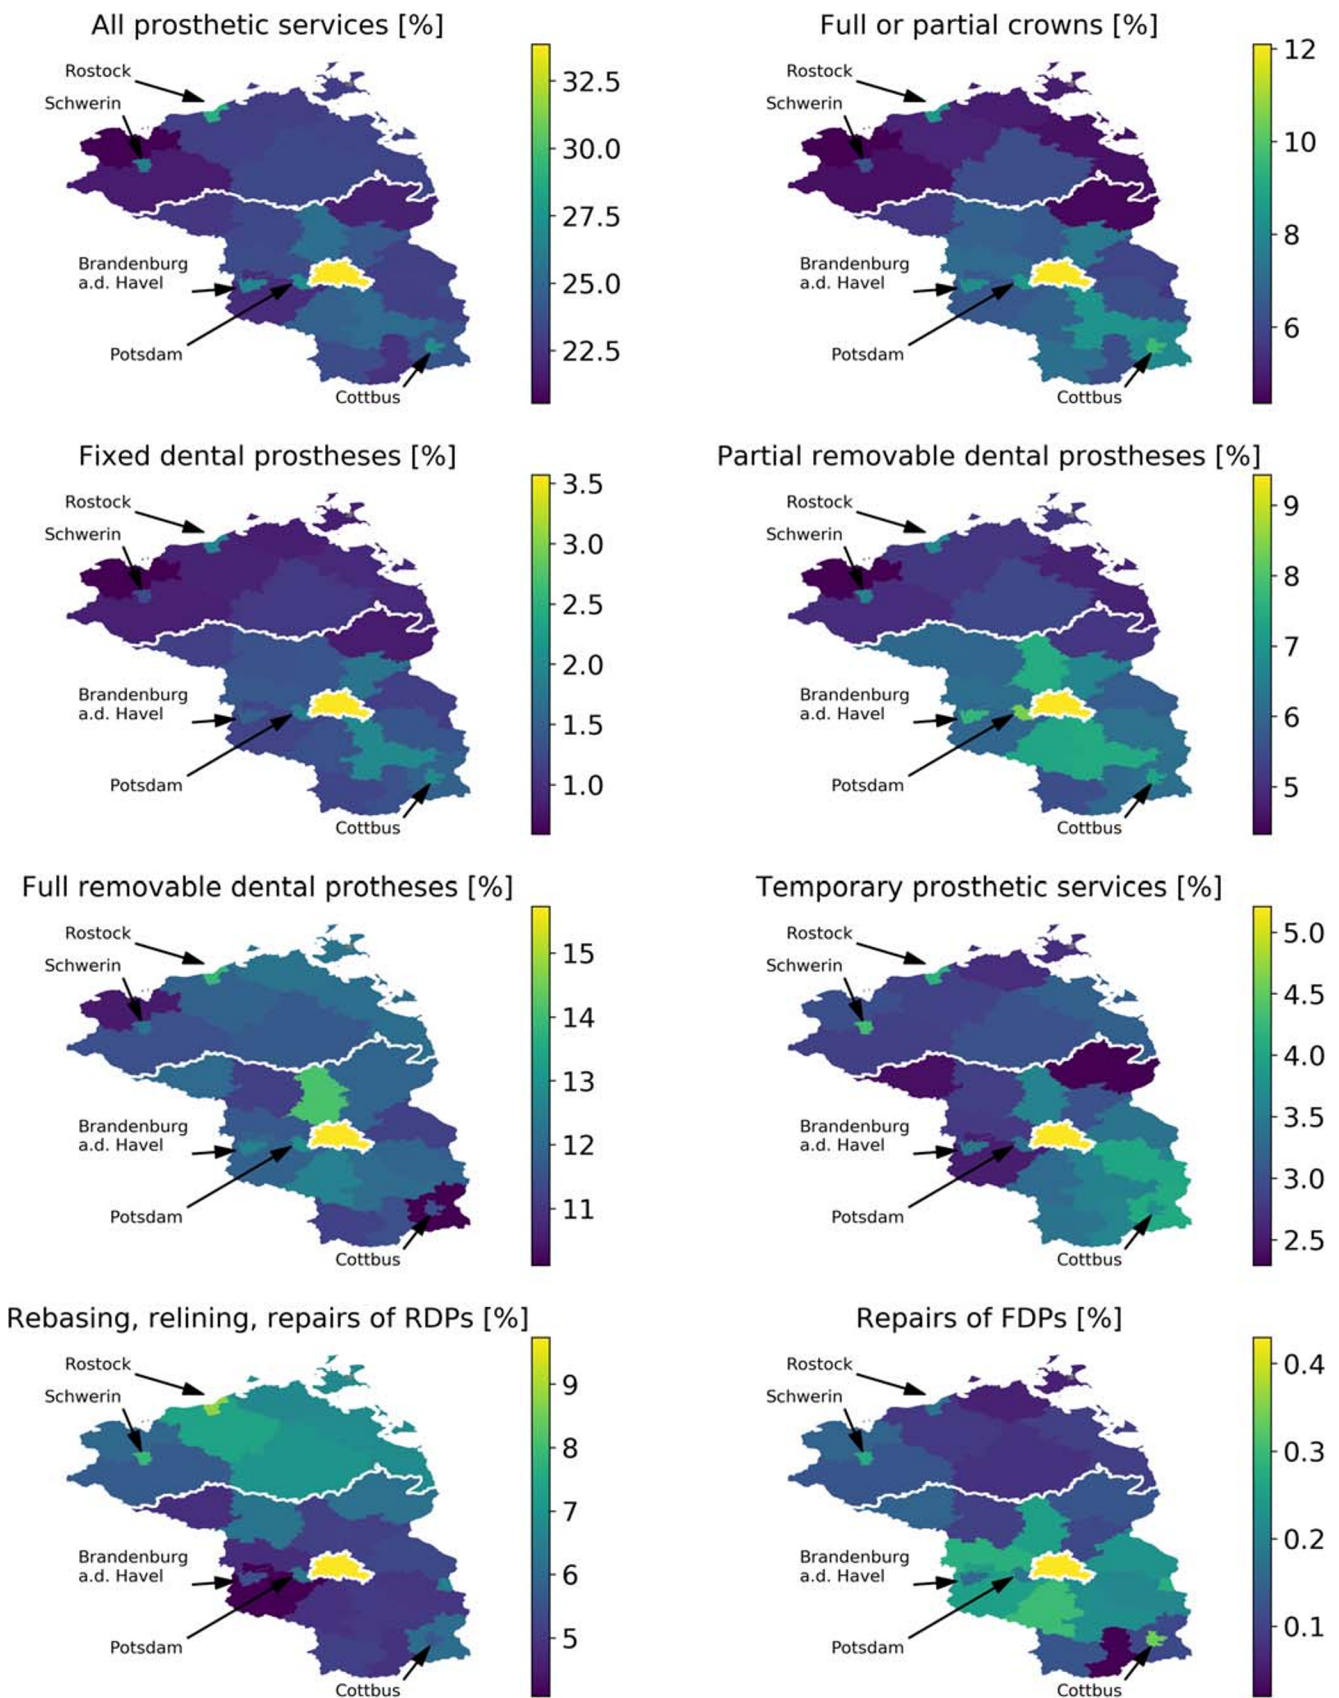 All prosthetic services [%]
Rostock
Schwerin
Brandenburg
a.d. Havel
Potsdam
Cottbus
32.5
30.0
27.5
25.0
22.5
Full or partial crowns [%]
Rostock
Schwerin
Brandenburg
a.d. Havel
Potsdam
Cottbus
12
10
8
6
Fixed dental prostheses [%]
Rostock
Schwerin
Brandenburg
a.d. Havel
Potsdam
Cottbus
3.5
3.0
2.5
2.0
1.5
1.0
Partial removable dental prostheses [%]
Rostock
Schwerin
Brandenburg
a.d. Havel
Potsdam
Cottbus
9
8
7
6
5
Full removable dental protheses [%]
Rostock
Schwerin
Brandenburg
a.d. Havel
Potsdam
Cottbus
15
14
13
12
11
Temporary prosthetic services [%]
Rostock
Schwerin
Brandenburg
a.d. Havel
Potsdam
Cottbus
5.0
4.5
4.0
3.5
3.0
2.5
Rebasing, relining, repairs of RDPs [%]
Rostock
Schwerin
Brandenburg
a.d. Havel
Potsdam
Cottbus
9
8
7
6
5
Repairs of FDPs [%]
Rostock
Schwerin
Brandenburg
a.d. Havel
Potsdam
Cottbus
0.4
0.3
0.2
0.1